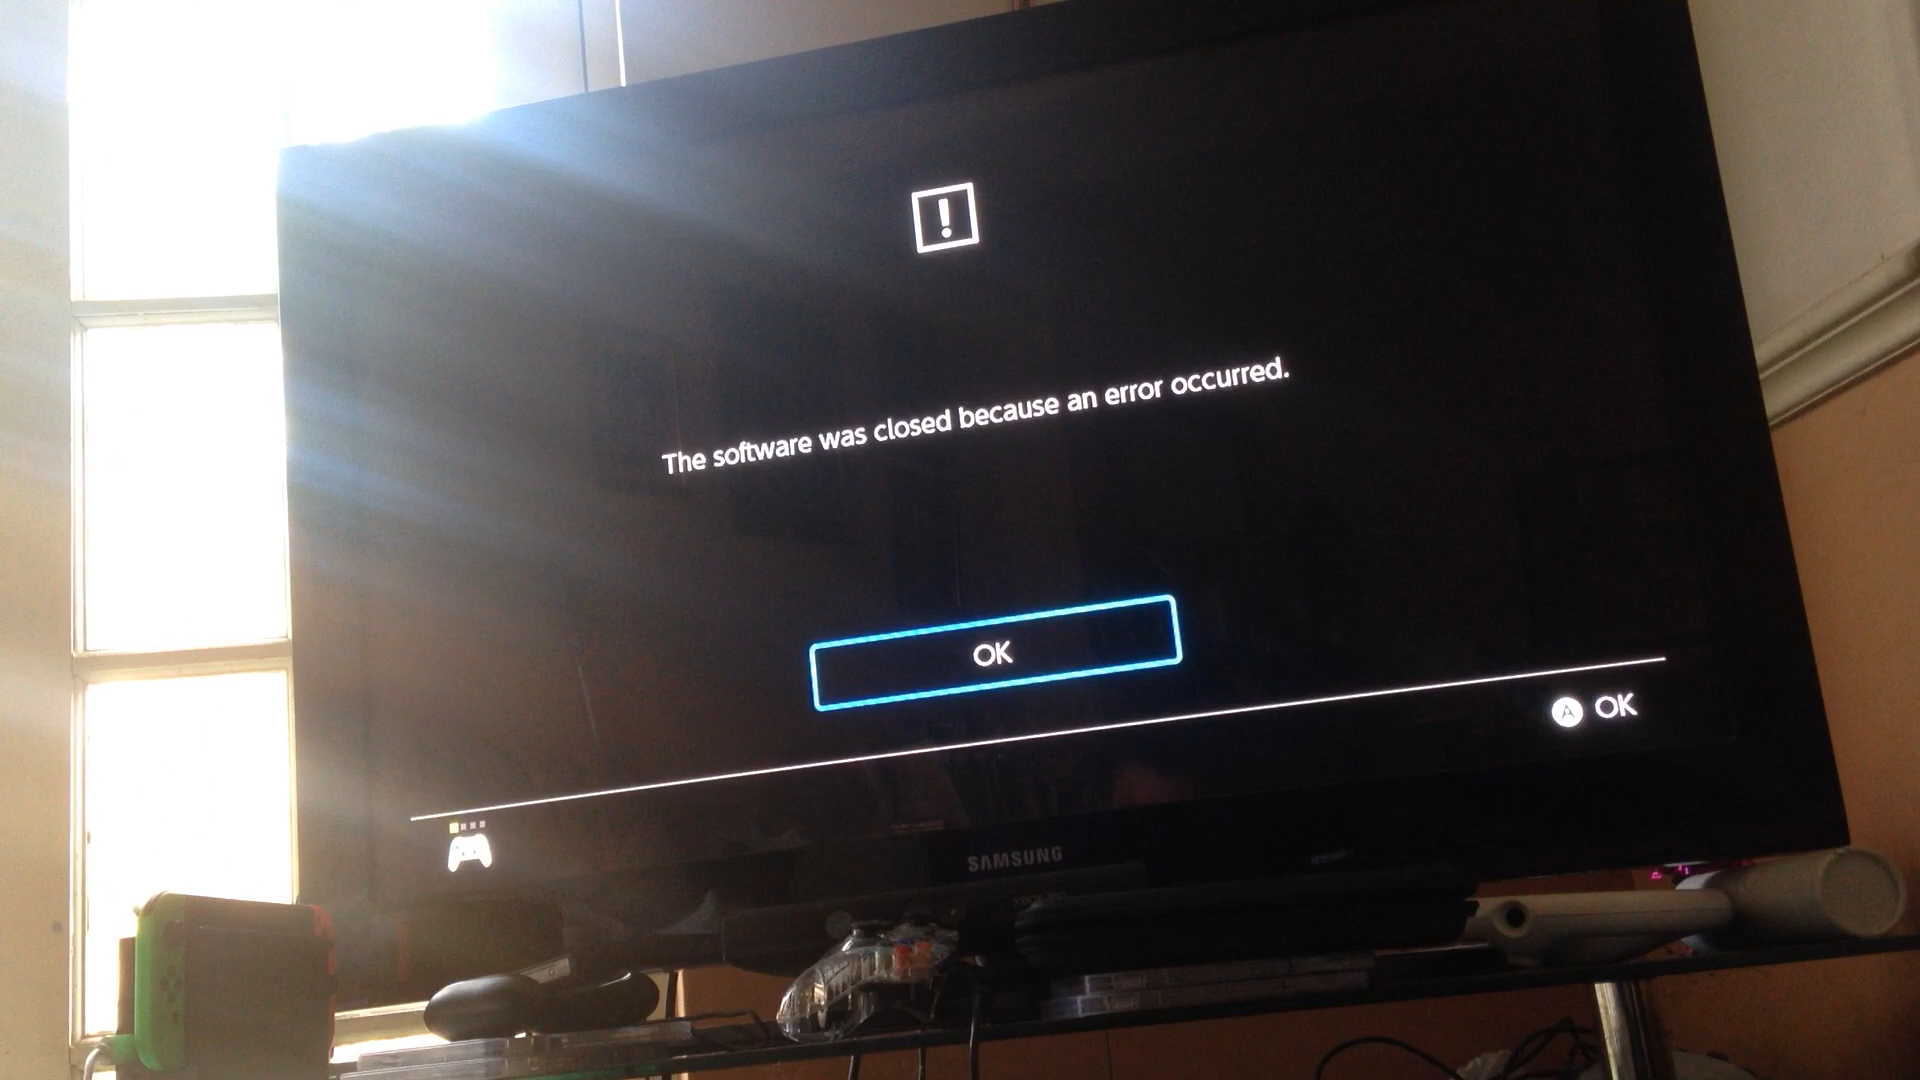 !
The software was closed because an error occurred.
OK
A OK
SAMSUNG